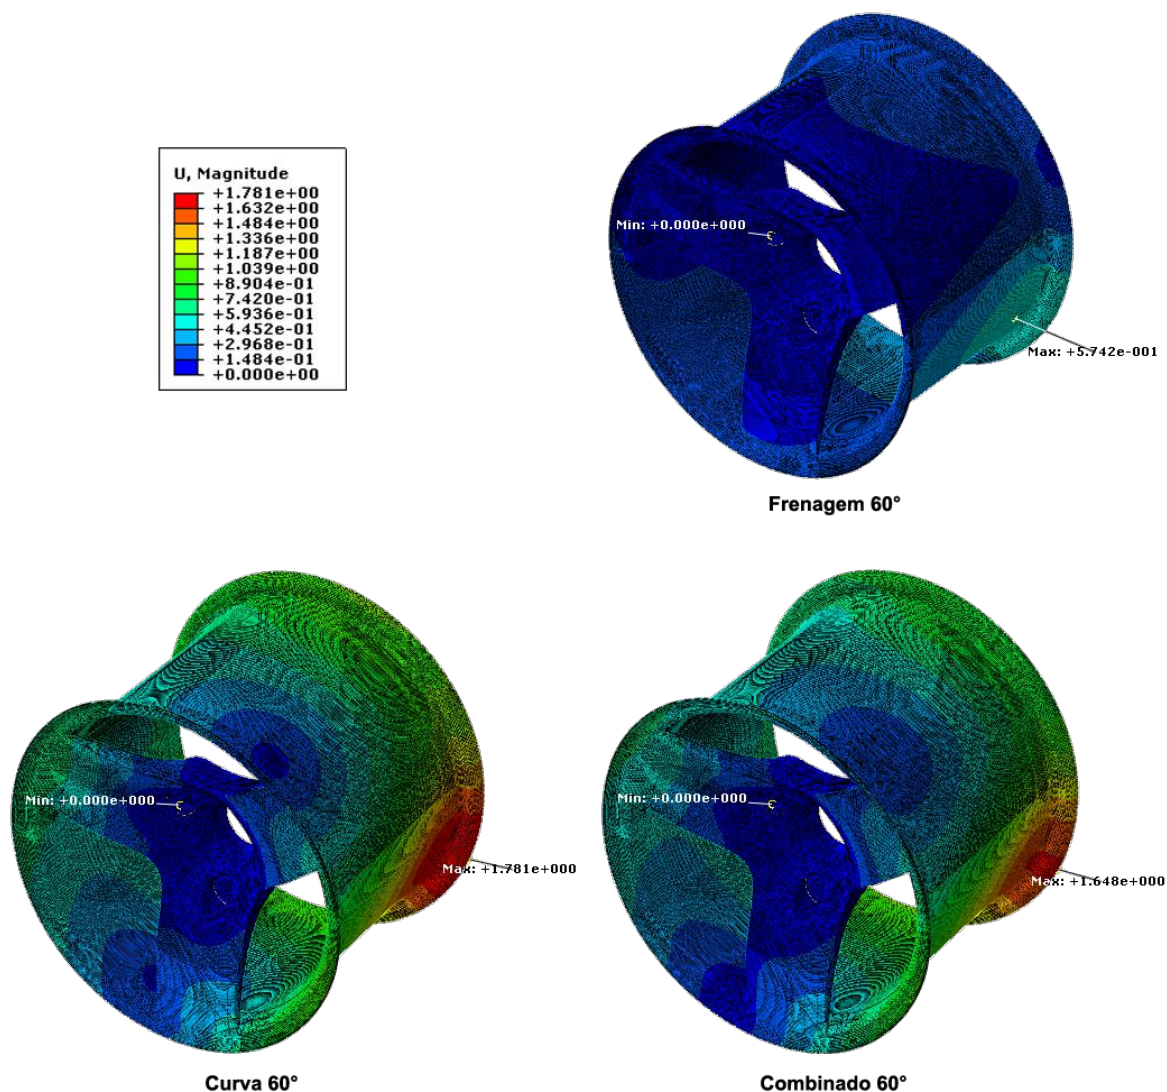 U, Magnitude
+1.781e+00
+1.632e+00
+1.484e+00
+1.336e+00
+1.187e+00
+1.039e+00
+8.904e-01
+7.420e-01
+5.936e-01
+4.452e-01
+2.968e-01
+1.484e-01
+0.000e+00
Min: +0.000e+000
Max: +5.742e-001
Frenagem 60°
Min: +0.000e+000
Max: +1.781e+000
Curva 60°
Min: +0.000e+000
Max: +1.648e+000
Combinado 60°